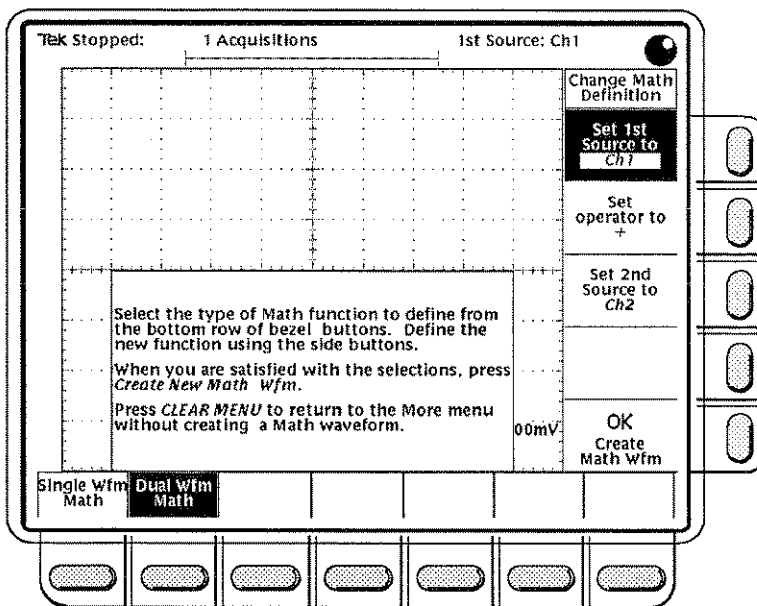 Tek Stopped: 1 Acquisitions 1st Source: Ch1
Change Math
Definition
Set 1st
Source to
Ch1
Set
operator to
+
Set 2nd
Source to
Ch2
Select the type of Math function to define from
the bottom row of bezel buttons. Define the
new function using the side buttons.
When you are satisfied with the selections, press
Create New Math Wfm.
Press CLEAR MENU to return to the More menu
without creating a Math waveform.
00mV
OK
Create
Math Wfm
Single Wfm
Math
Dual Wfm
Math